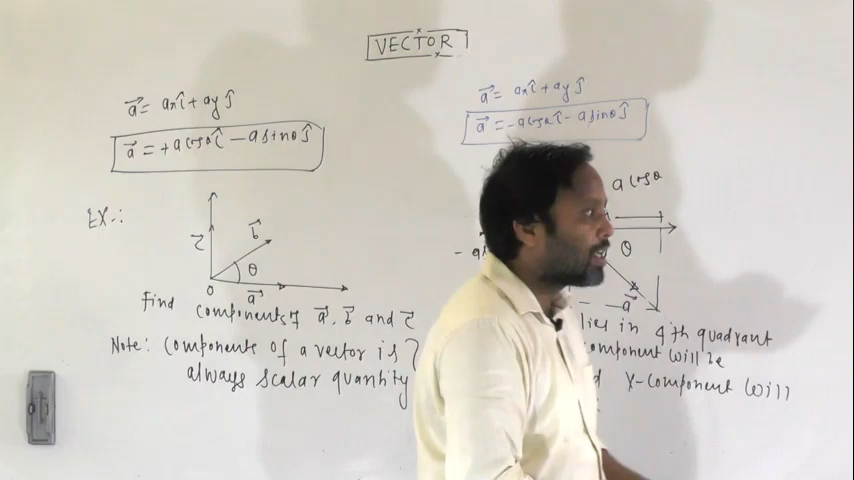 VECTOR
a⃗ = axî + ayĵ
a⃗ = +acosθî - asinθĵ
Ex-:
c⃗
b⃗
θ
O
a⃗
Find components of a⃗, b⃗ and c⃗
Note: Components of a vector is
always scalar quantity
a⃗ = axî + ayĵ
a⃗ = -acosθî - asinθĵ
a cosθ
θ
a⃗
lies in 4th quadrant
component will be
Y-component will